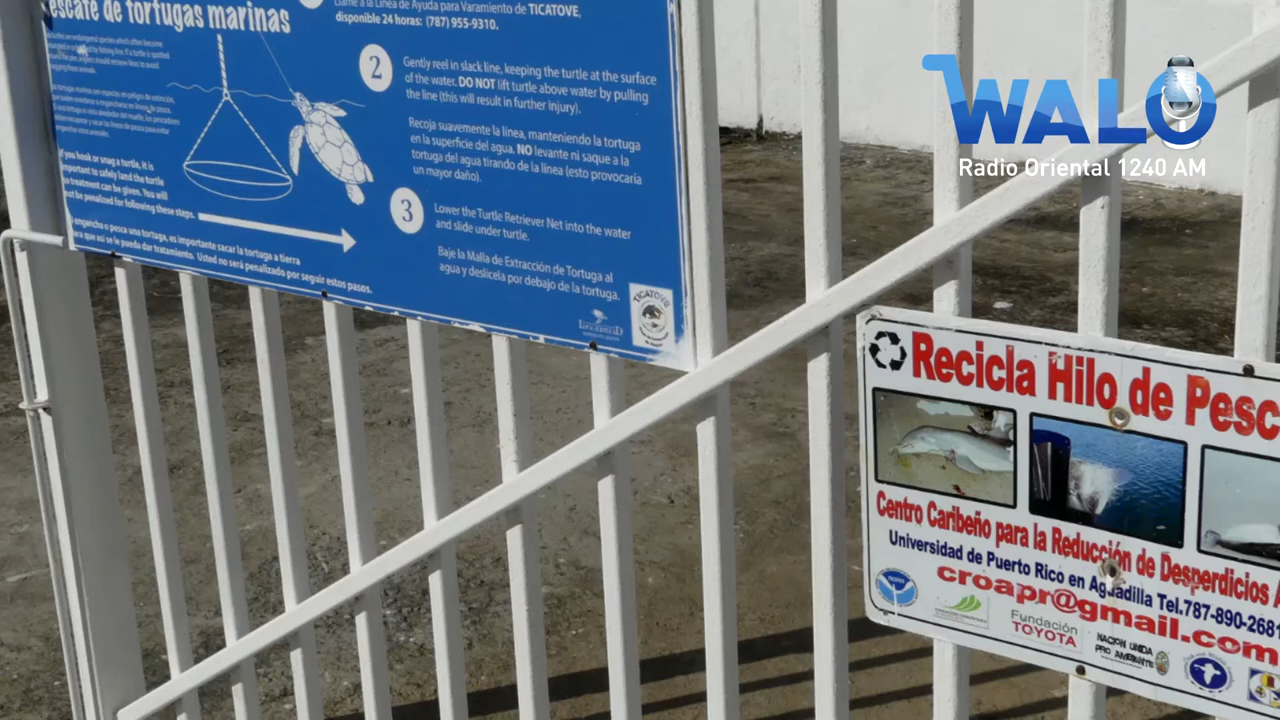 escate de tortugas marinas
Llame a la Línea de Ayuda para Varamiento de TICATOVE,
disponible 24 horas: (787) 955-9310.
2
Gently reel in slack line, keeping the turtle at the surface
of the water. DO NOT lift turtle above water by pulling
the line (this will result in further injury).
Recoja suavemente la línea, manteniendo la tortuga
en la superficie del agua. NO levante ni saque a la
tortuga del agua tirando de la línea (esto provocaría
un mayor daño).
3
Lower the Turtle Retriever Net into the water
and slide under turtle.
Baje la Malla de Extracción de Tortuga al
agua y deslícela por debajo de la tortuga.
If you hook or snag a turtle, it is
important to safely land the turtle
so treatment can be given. You will
not be penalized for following these steps.
engancha o pesca una tortuga, es importante sacar la tortuga a tierra
para que así se le pueda dar tratamiento. Usted no será penalizado por seguir estos pasos.
TICATOVE
WALO
Radio Oriental 1240 AM
Recicla Hilo de Pesc
Centro Caribeño para la Reducción de Desperdicios A
Universidad de Puerto Rico en Aguadilla Tel.787-890-2681
croapr@gmail.com
Fundación
TOYOTA
NACION UNIDA
PRO AMBIENTE